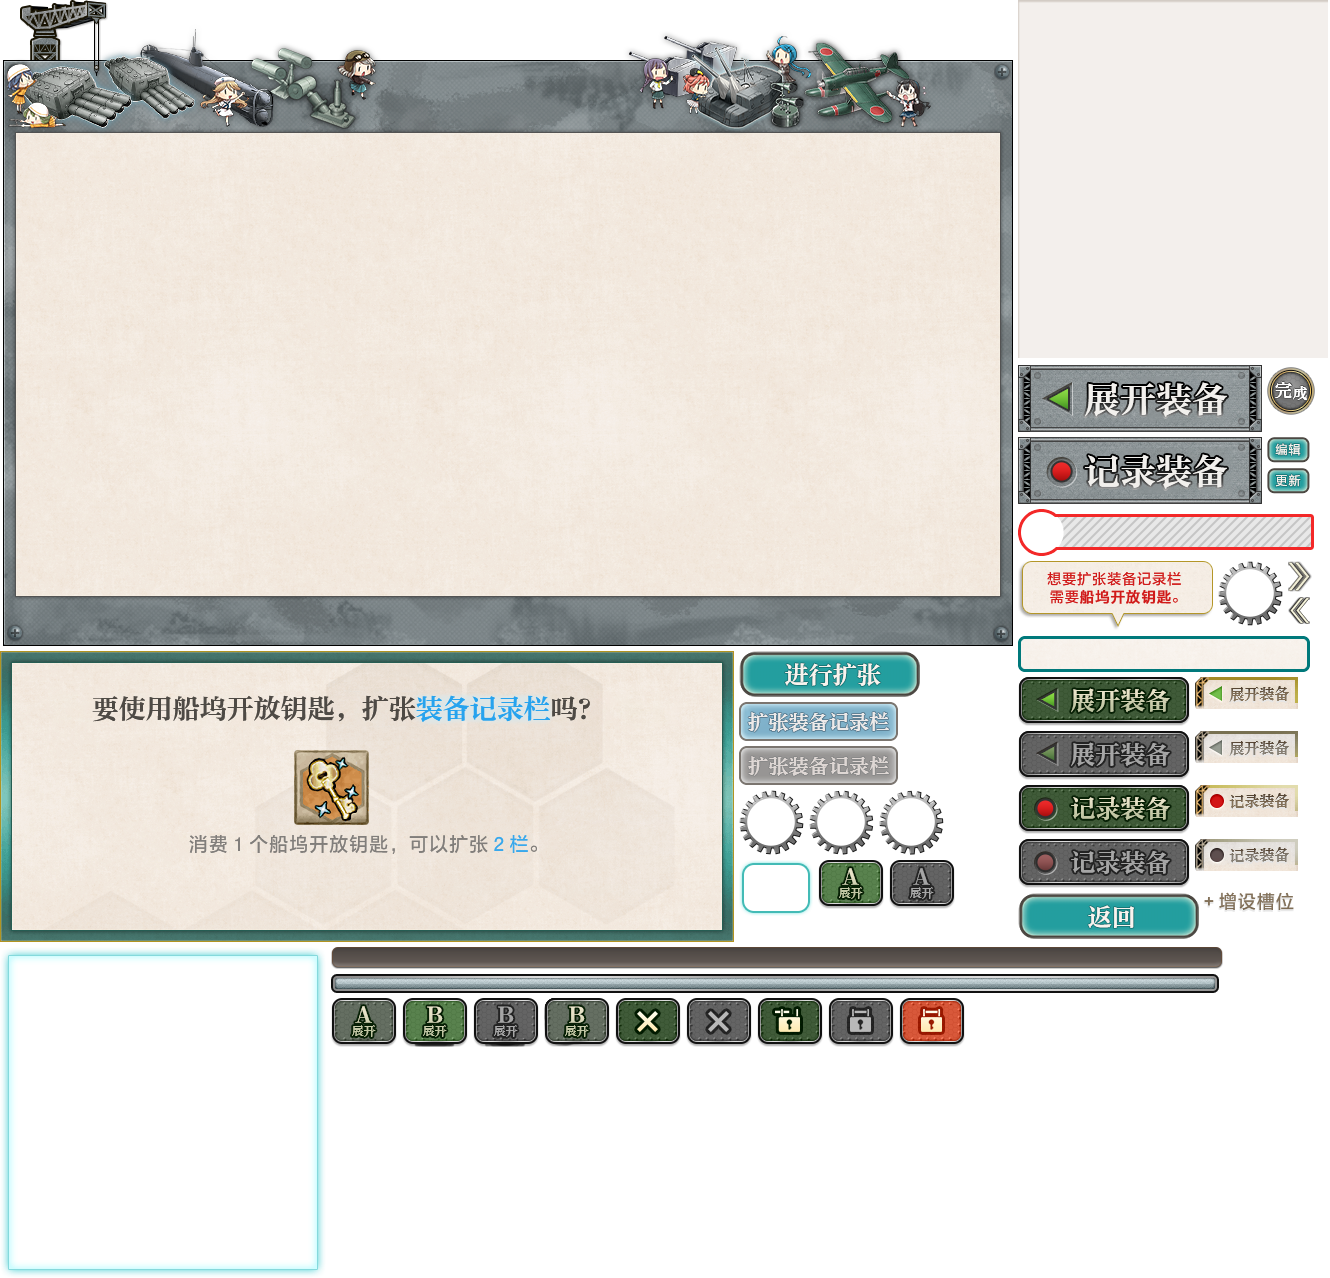 展开装备
完成
记录装备
编辑
更新
想要扩张装备记录栏
需要船坞开放钥匙。
要使用船坞开放钥匙，扩张装备记录栏吗？
消费 1 个船坞开放钥匙，可以扩张 2 栏。
进行扩张
扩张装备记录栏
扩张装备记录栏
A
展开
A
展开
展开装备
展开装备
展开装备
展开装备
记录装备
记录装备
记录装备
记录装备
返回
+ 增设槽位
A
展开
B
展开
B
展开
B
展开